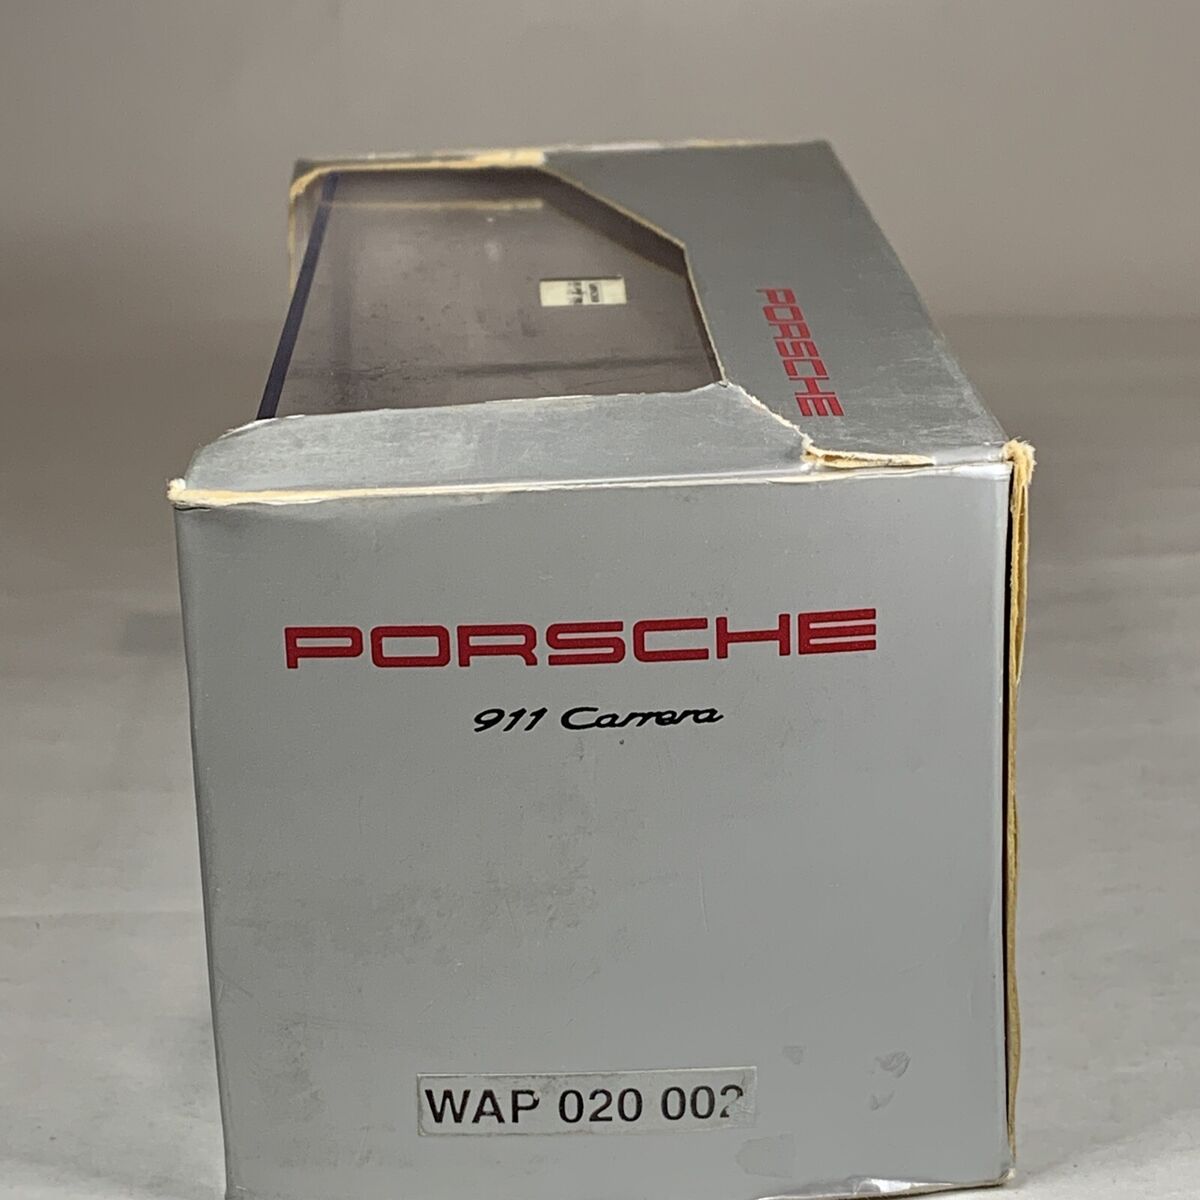 PORSCHE
PORSCHE
911 Carrera
WAP 020 002